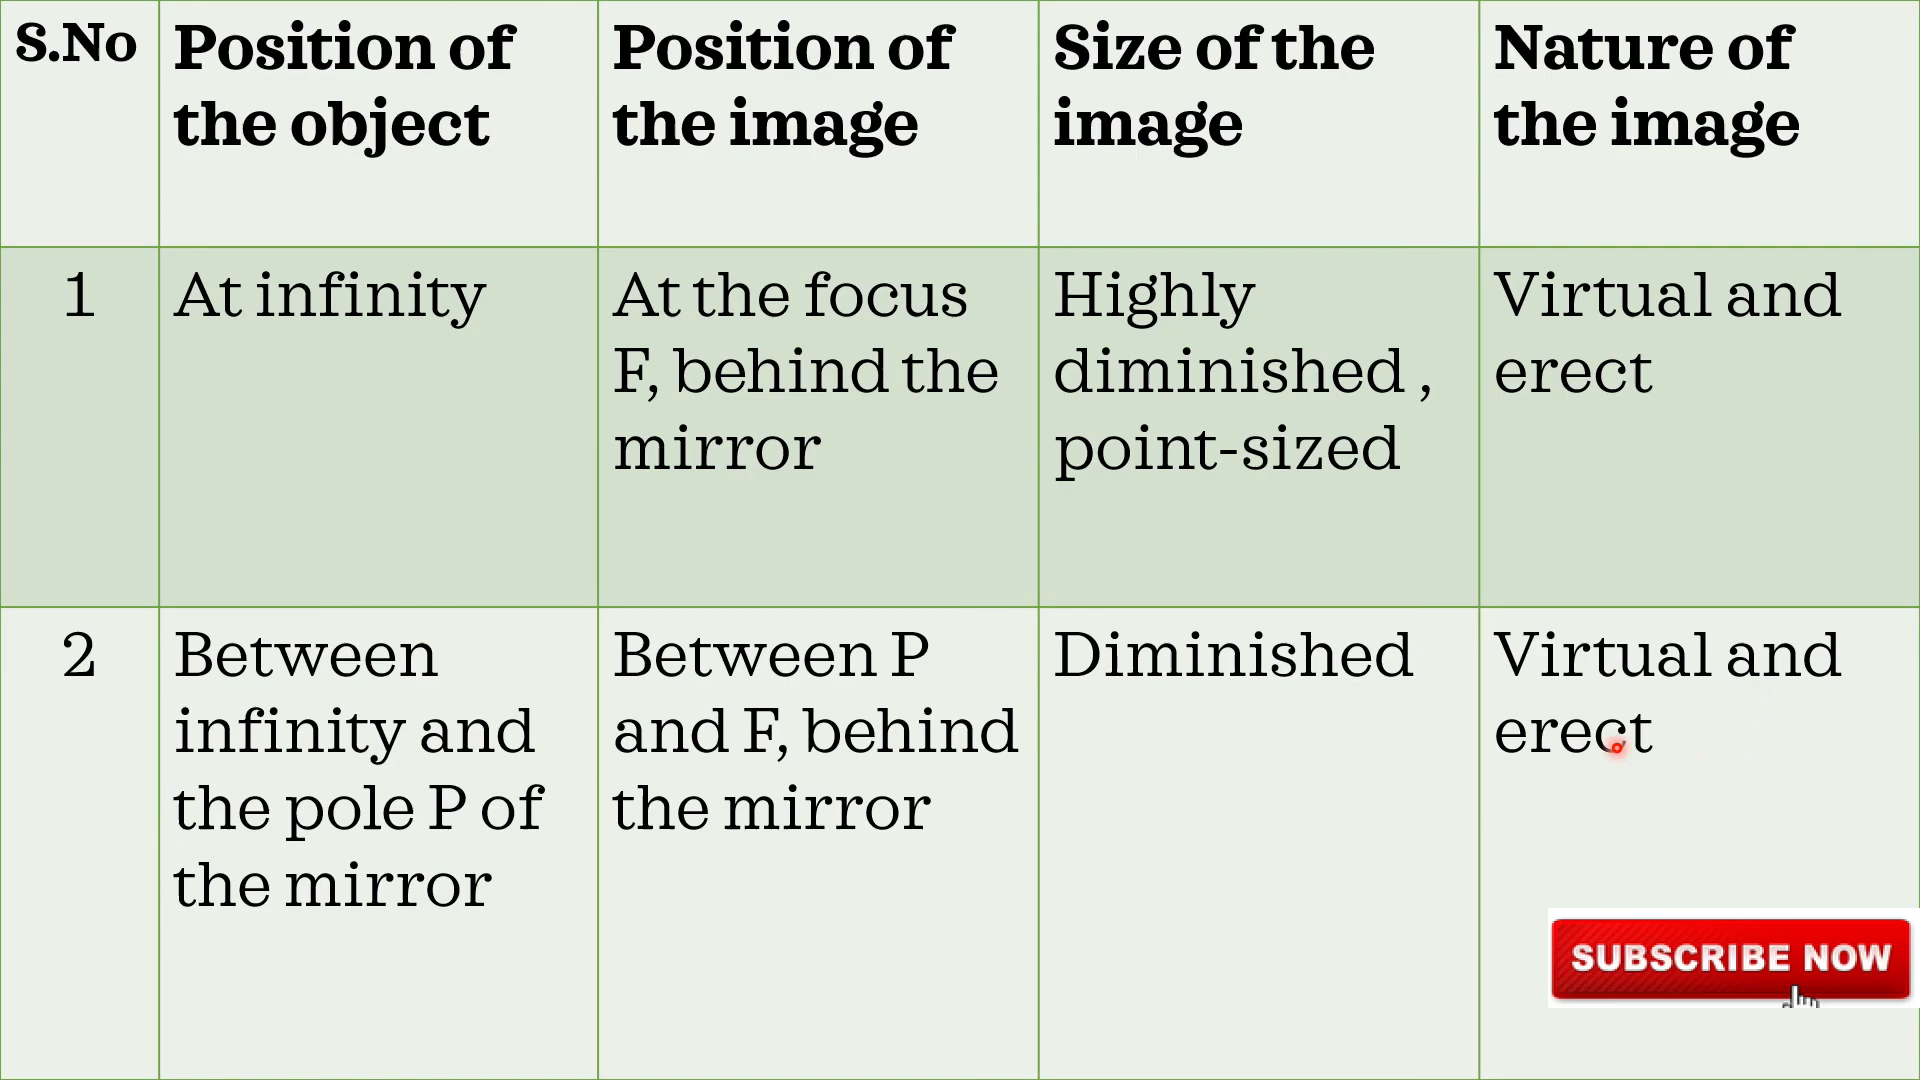 S.No
Position of
the object
Position of
the image
Size of the
image
Nature of
the image
1
At infinity
At the focus
F, behind the
mirror
Highly
diminished ,
point-sized
Virtual and
erect
2
Between
infinity and
the pole P of
the mirror
Between P
and F, behind
the mirror
Diminished
Virtual and
erect
SUBSCRIBE NOW